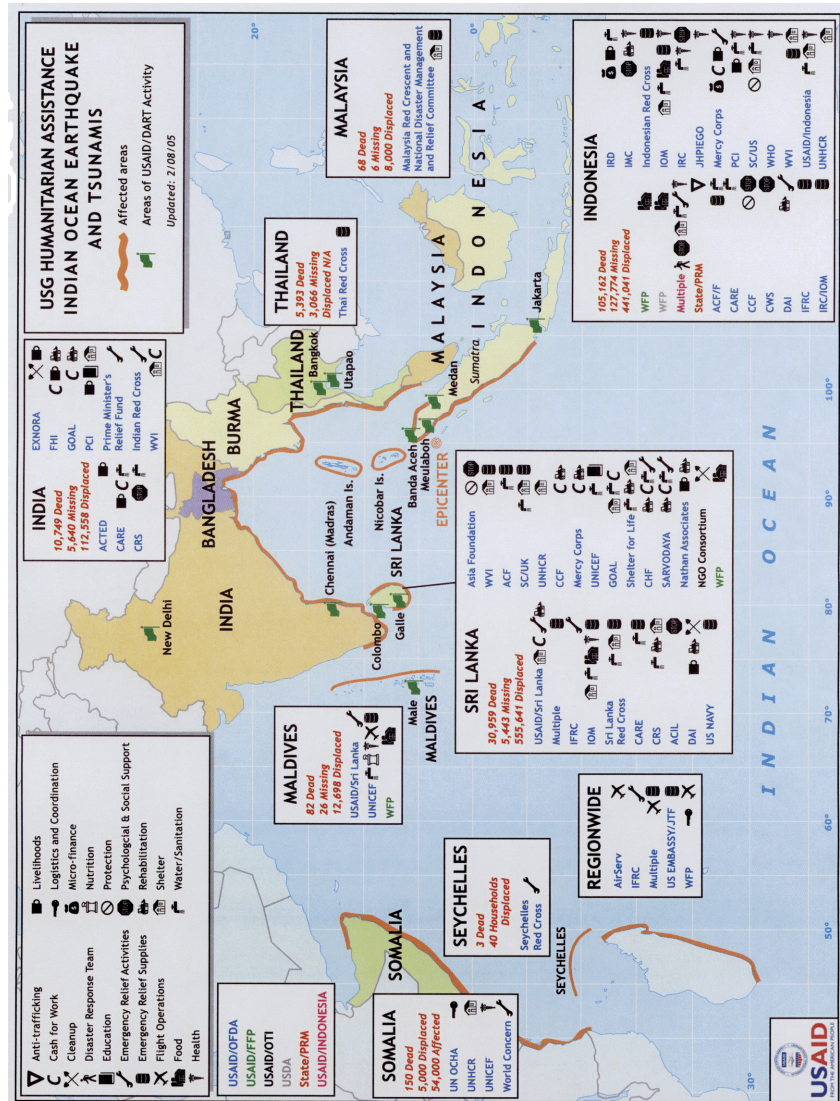 USG HUMANITARIAN ASSISTANCE
INDIAN OCEAN EARTHQUAKE
AND TSUNAMIS
Affected areas
Areas of USAID/DART Activity
Updated: 2/08/05
Anti-trafficking
Cash for Work
Cleanup
Disaster Response Team
Education
Emergency Relief Activities
Emergency Relief Supplies
Flight Operations
Food
Health
Livelihoods
Logistics and Coordination
Micro-finance
Nutrition
Protection
Psychologcial & Social Support
Rehabilitation
Shelter
Water/Sanitation
USAID/OFDA
USAID/FFP
USAID/OTI
USDA
State/PRM
USAID/INDONESIA
INDIA
10,749 Dead
5,640 Missing
112,558 Displaced
ACTED
CARE
CRS
EXNORA
FHI
GOAL
PCI
Prime Minister's
Relief Fund
Indian Red Cross
WVI
THAILAND
5,393 Dead
3,066 Missing
Displaced N/A
Thai Red Cross
MALAYSIA
68 Dead
6 Missing
8,000 Displaced
Malaysia Red Crescent and
National Disaster Management
and Relief Committee
MALDIVES
82 Dead
26 Missing
12,698 Displaced
USAID/Sri Lanka
UNICEF
WFP
SOMALIA
150 Dead
5,000 Displaced
54,000 Affected
UN OCHA
UNHCR
UNICEF
World Concern
SEYCHELLES
3 Dead
40 Households
Displaced
Seychelles
Red Cross
REGIONWIDE
AirServ
IFRC
Multiple
US EMBASSY/JTF
WFP
SRI LANKA
30,959 Dead
5,443 Missing
555,641 Displaced
USAID/Sri Lanka
Multiple
IFRC
IOM
Sri Lanka
Red Cross
CARE
CRS
ACIL
DAI
US NAVY
Asia Foundation
WVI
ACF
SC/UK
UNHCR
CCF
Mercy Corps
UNICEF
GOAL
Shelter for Life
CHF
SARVODAYA
Nathan Associates
NGO Consortium
WFP
INDONESIA
105,162 Dead
127,774 Missing
441,041 Displaced
WFP
WFP
Multiple
State/PRM
ACF/F
CARE
CCF
CWS
DAI
IFRC
IRC/IOM
IRD
IMC
Indonesian Red Cross
IOM
IRC
JHPIEGO
Mercy Corps
PCI
SC/US
WHO
WVI
USAID/Indonesia
UNHCR
New Delhi
INDIA
BANGLADESH
BURMA
THAILAND
Bangkok
Utapao
Chennai (Madras)
Andaman Is.
Nicobar Is.
SRI LANKA
Colombo
Galle
Male
MALDIVES
Banda Aceh
Meulaboh
EPICENTER
Medan
MALAYSIA
Sumatra
INDONESIA
Jakarta
SOMALIA
SEYCHELLES
INDIAN OCEAN
20°
0°
30°
50°
60°
70°
80°
90°
100°
USAID
FROM THE AMERICAN PEOPLE